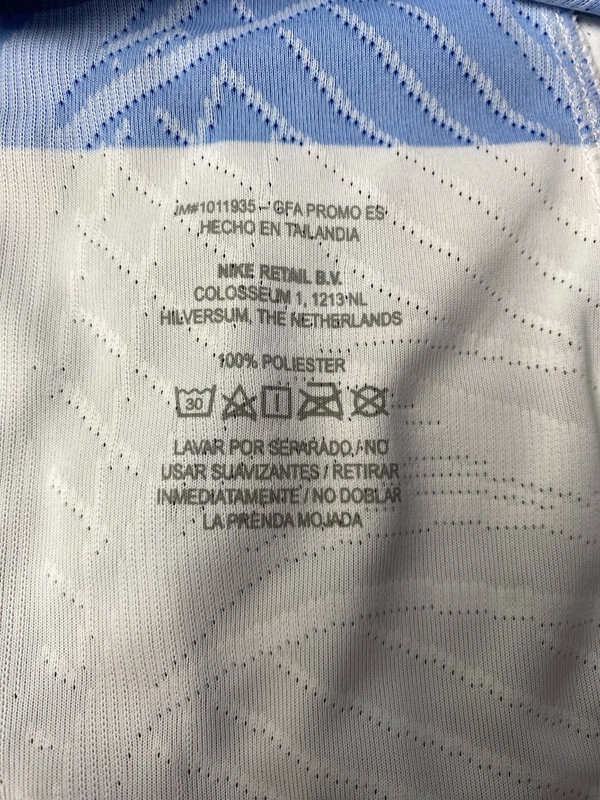 JM#1011935 - GFA PROMO ES
HECHO EN TAILANDIA
NIKE RETAIL B.V.
COLOSSEUM 1, 1213 NL
HILVERSUM, THE NETHERLANDS
100% POLIESTER
30
LAVAR POR SEPARADO / NO
USAR SUAVIZANTES / RETIRAR
INMEDIATAMENTE / NO DOBLAR
LA PRENDA MOJADA